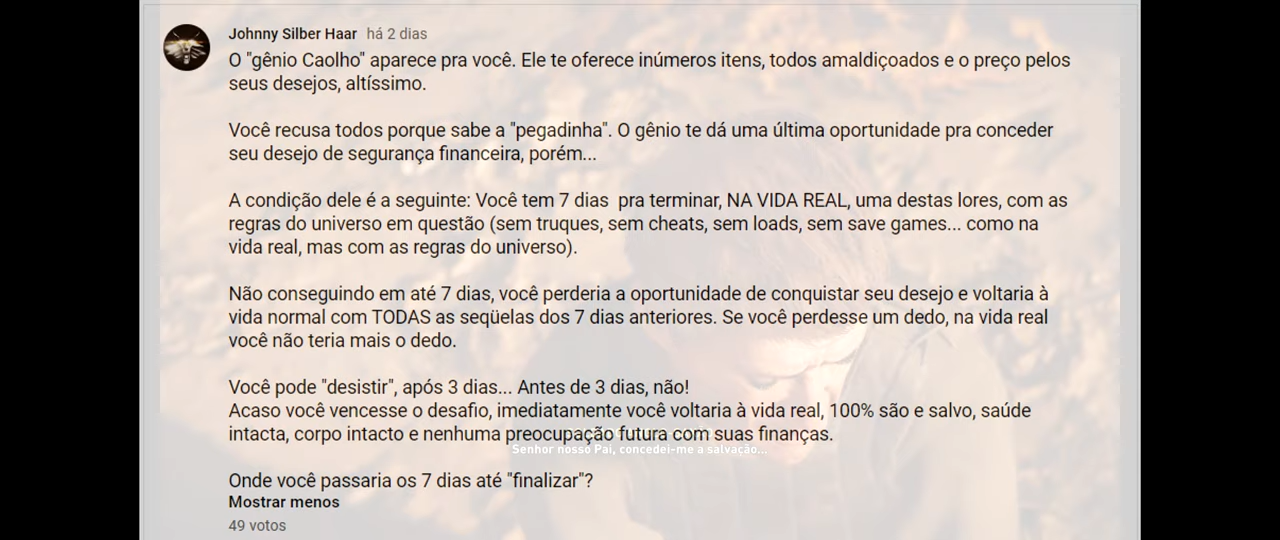 Johnny Silber Haar há 2 dias
O "gênio Caolho" aparece pra você. Ele te oferece inúmeros itens, todos amaldiçoados e o preço pelos
seus desejos, altíssimo.
Você recusa todos porque sabe a "pegadinha". O gênio te dá uma última oportunidade pra conceder
seu desejo de segurança financeira, porém...
A condição dele é a seguinte: Você tem 7 dias  pra terminar, NA VIDA REAL, uma destas lores, com as
regras do universo em questão (sem truques, sem cheats, sem loads, sem save games... como na
vida real, mas com as regras do universo).
Não conseguindo em até 7 dias, você perderia a oportunidade de conquistar seu desejo e voltaria à
vida normal com TODAS as seqüelas dos 7 dias anteriores. Se você perdesse um dedo, na vida real
você não teria mais o dedo.
Você pode "desistir", após 3 dias... Antes de 3 dias, não!
Acaso você vencesse o desafio, imediatamente você voltaria à vida real, 100% são e salvo, saúde
intacta, corpo intacto e nenhuma preocupação futura com suas finanças.
Senhor nosso Pai, concedei-me a salvação...
Onde você passaria os 7 dias até "finalizar"?
Mostrar menos
49 votos